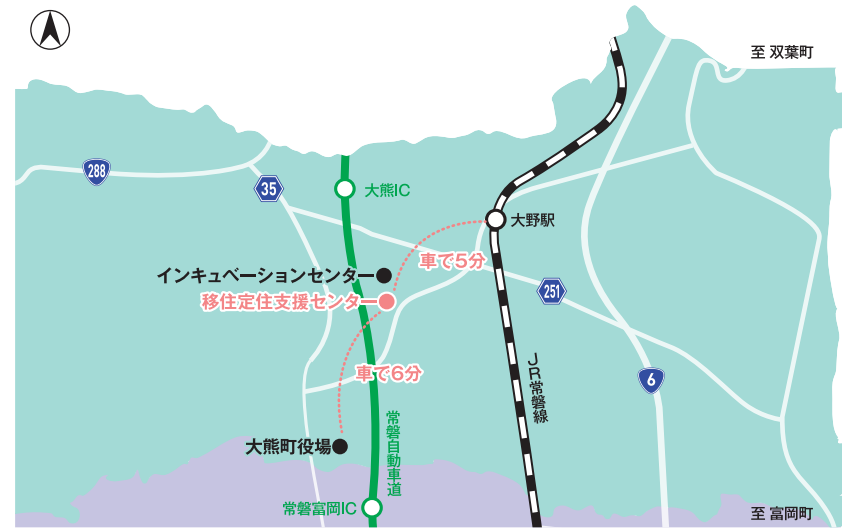 至 双葉町
288
35
大熊IC
大野駅
車で5分
インキュベーションセンター
移住定住支援センター
251
JR常磐線
車で6分
6
常磐自動車道
大熊町役場
常磐富岡IC
至 富岡町